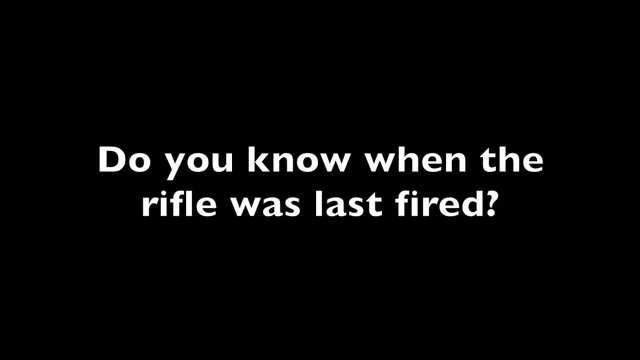 Do you know when the
rifle was last fired?